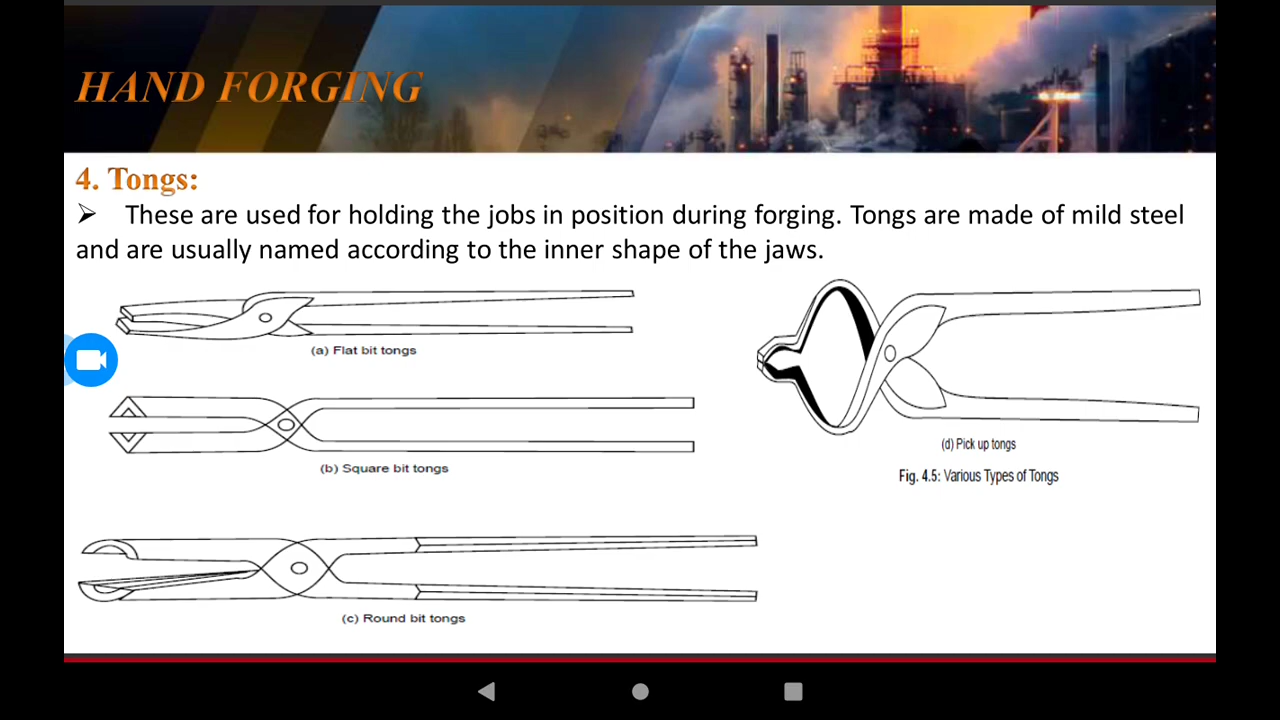 HAND FORGING
4. Tongs:
➢ These are used for holding the jobs in position during forging. Tongs are made of mild steel
and are usually named according to the inner shape of the jaws.
(a) Flat bit tongs
(b) Square bit tongs
(c) Round bit tongs
(d) Pick up tongs
Fig. 4.5: Various Types of Tongs